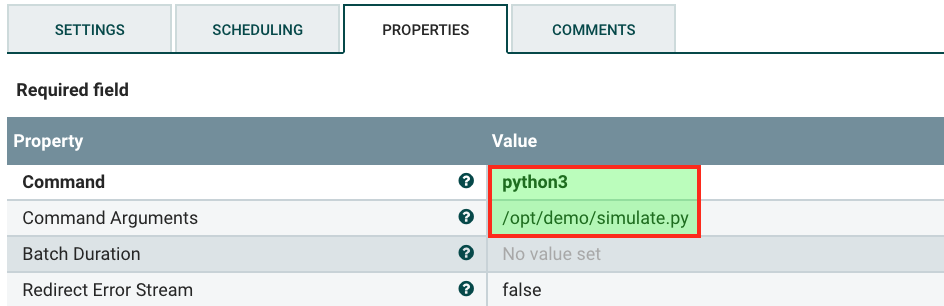 SETTINGS SCHEDULING PROPERTIES COMMENTS
Required field
Property Value
Command ? python3
Command Arguments ? /opt/demo/simulate.py
Batch Duration ? No value set
Redirect Error Stream ? false